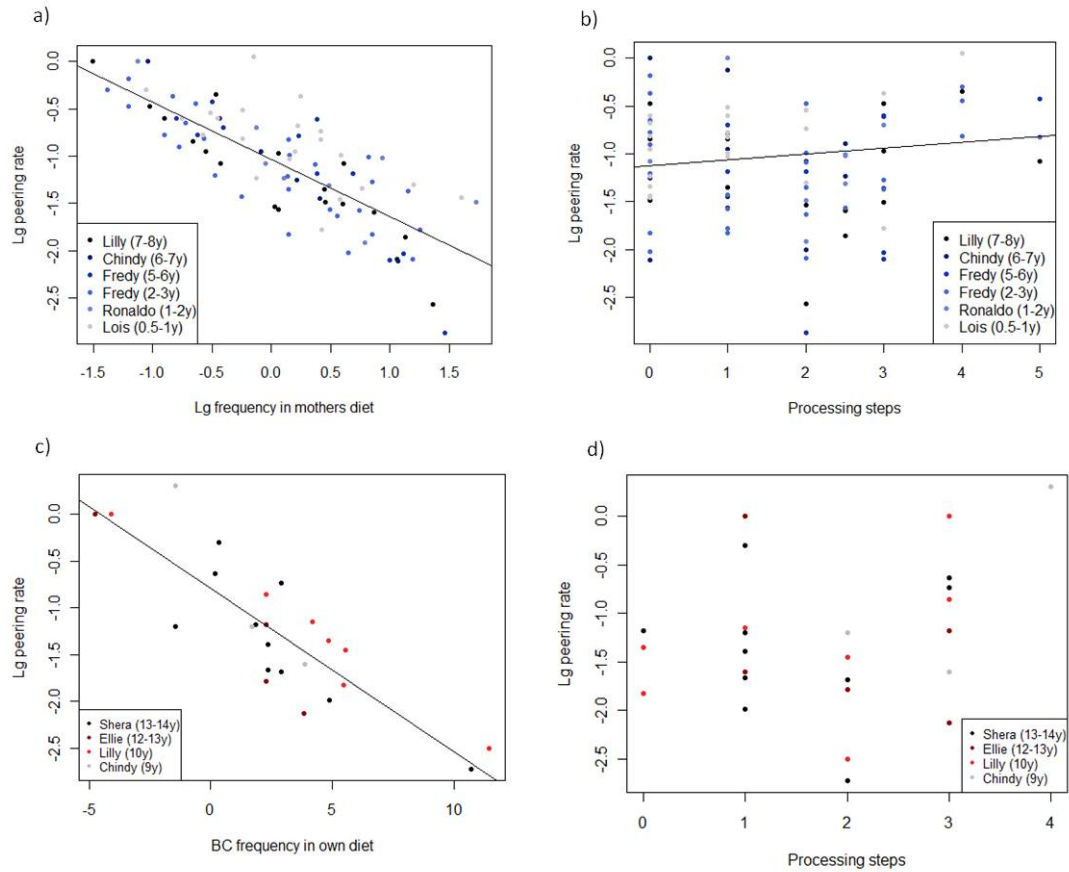 a)
0.0
-0.5
-1.0
-1.5
-2.0
-2.5
Lg peering rate
Lilly (7-8y)
Chindy (6-7y)
Fredy (5-6y)
Fredy (2-3y)
Ronaldo (1-2y)
Lois (0.5-1y)
-1.5 -1.0 -0.5 0.0 0.5 1.0 1.5
Lg frequency in mothers diet
b)
0.0
-0.5
-1.0
-1.5
-2.0
-2.5
Lg peering rate
Lilly (7-8y)
Chindy (6-7y)
Fredy (5-6y)
Fredy (2-3y)
Ronaldo (1-2y)
Lois (0.5-1y)
0 1 2 3 4 5
Processing steps
c)
0.0
-0.5
-1.0
-1.5
-2.0
-2.5
Lg peering rate
Shera (13-14y)
Ellie (12-13y)
Lilly (10y)
Chindy (9y)
-5 0 5 10
BC frequency in own diet
d)
0.0
-0.5
-1.0
-1.5
-2.0
-2.5
Lg peering rate
Shera (13-14y)
Ellie (12-13y)
Lilly (10y)
Chindy (9y)
0 1 2 3 4
Processing steps